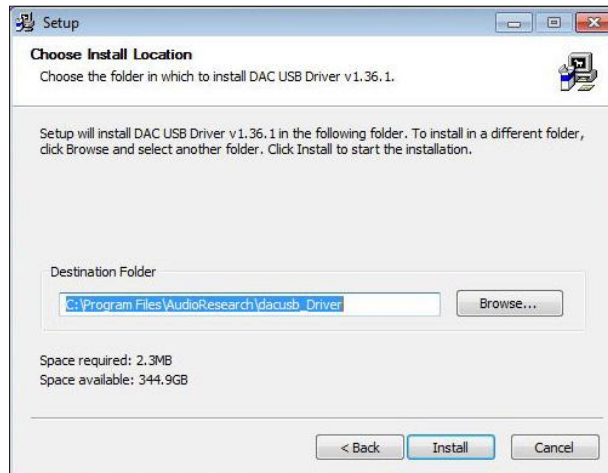 Setup
Choose Install Location
Choose the folder in which to install DAC USB Driver v1.36.1.
Setup will install DAC USB Driver v1.36.1 in the following folder. To install in a different folder,
click Browse and select another folder. Click Install to start the installation.
Destination Folder
C:\Program Files\AudioResearch\dacusb_Driver
Browse...
Space required: 2.3MB
Space available: 344.9GB
< Back
Install
Cancel